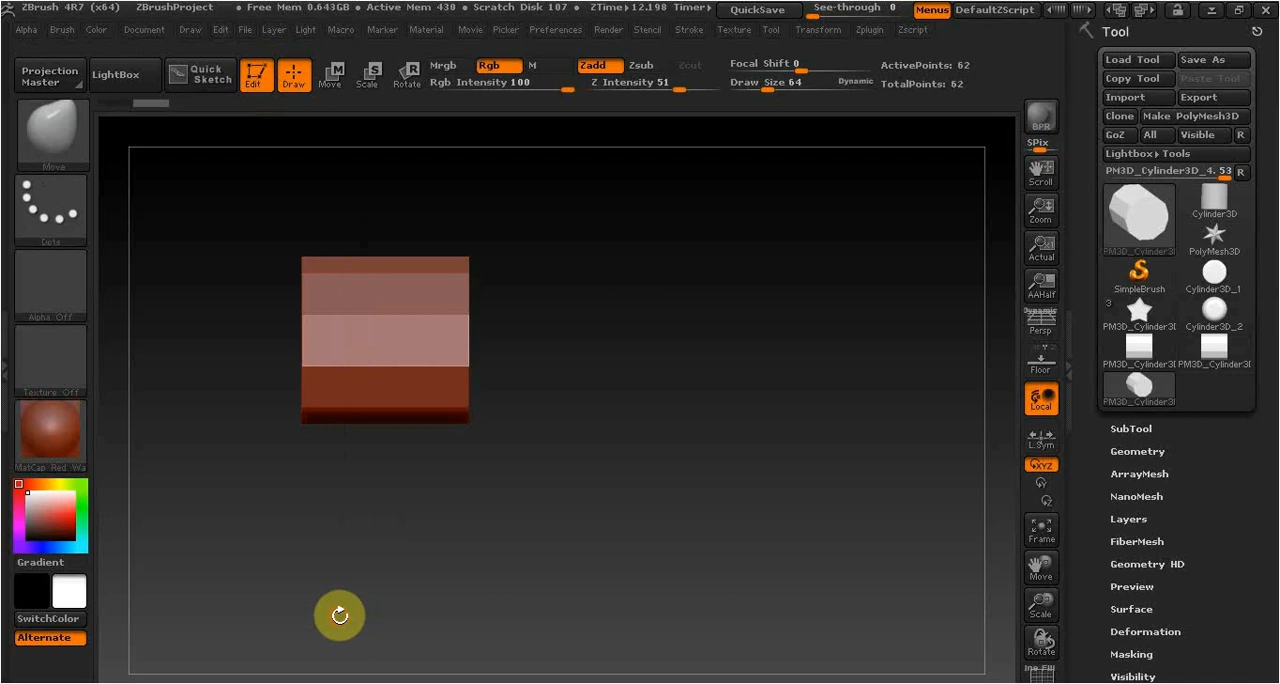 ZBrush 4R7 (x64) ZBrushProject • Free Mem 0.643GB • Active Mem 430 • Scratch Disk 107 • ZTime▸12.198 Timer▸ QuickSave See-through 0 Menus DefaultZScript
Alpha Brush Color Document Draw Edit File Layer Light Macro Marker Material Movie Picker Preferences Render Stencil Stroke Texture Tool Transform Zplugin Zscript
Projection Master
LightBox
Quick Sketch
Edit
Draw
Move
Scale
Rotate
Mrgb Rgb M
Rgb Intensity 100
Zadd Zsub Zcut
Z Intensity 51
Focal Shift 0
Draw Size 64 Dynamic
ActivePoints: 62
TotalPoints: 62
Move
Dots
Alpha Off
Texture Off
MatCap Red Wa
Gradient
SwitchColor
Alternate
BPR
SPix
Scroll
Zoom
Actual
AAHalf
Dynamic
Persp
Floor
Local
L.Sym
XYZ
Y
Z
Frame
Move
Scale
Rotate
Tool
Load Tool Save As
Copy Tool Paste Tool
Import Export
Clone Make PolyMesh3D
GoZ All Visible R
Lightbox▸Tools
PM3D_Cylinder3D_4. 53 R
PM3D_Cylinder3D
Cylinder3D
PolyMesh3D
SimpleBrush
Cylinder3D_1
3
PM3D_Cylinder3D
Cylinder3D_2
PM3D_Cylinder3D
PM3D_Cylinder3D
PM3D_Cylinder3D
SubTool
Geometry
ArrayMesh
NanoMesh
Layers
FiberMesh
Geometry HD
Preview
Surface
Deformation
Masking
Visibility